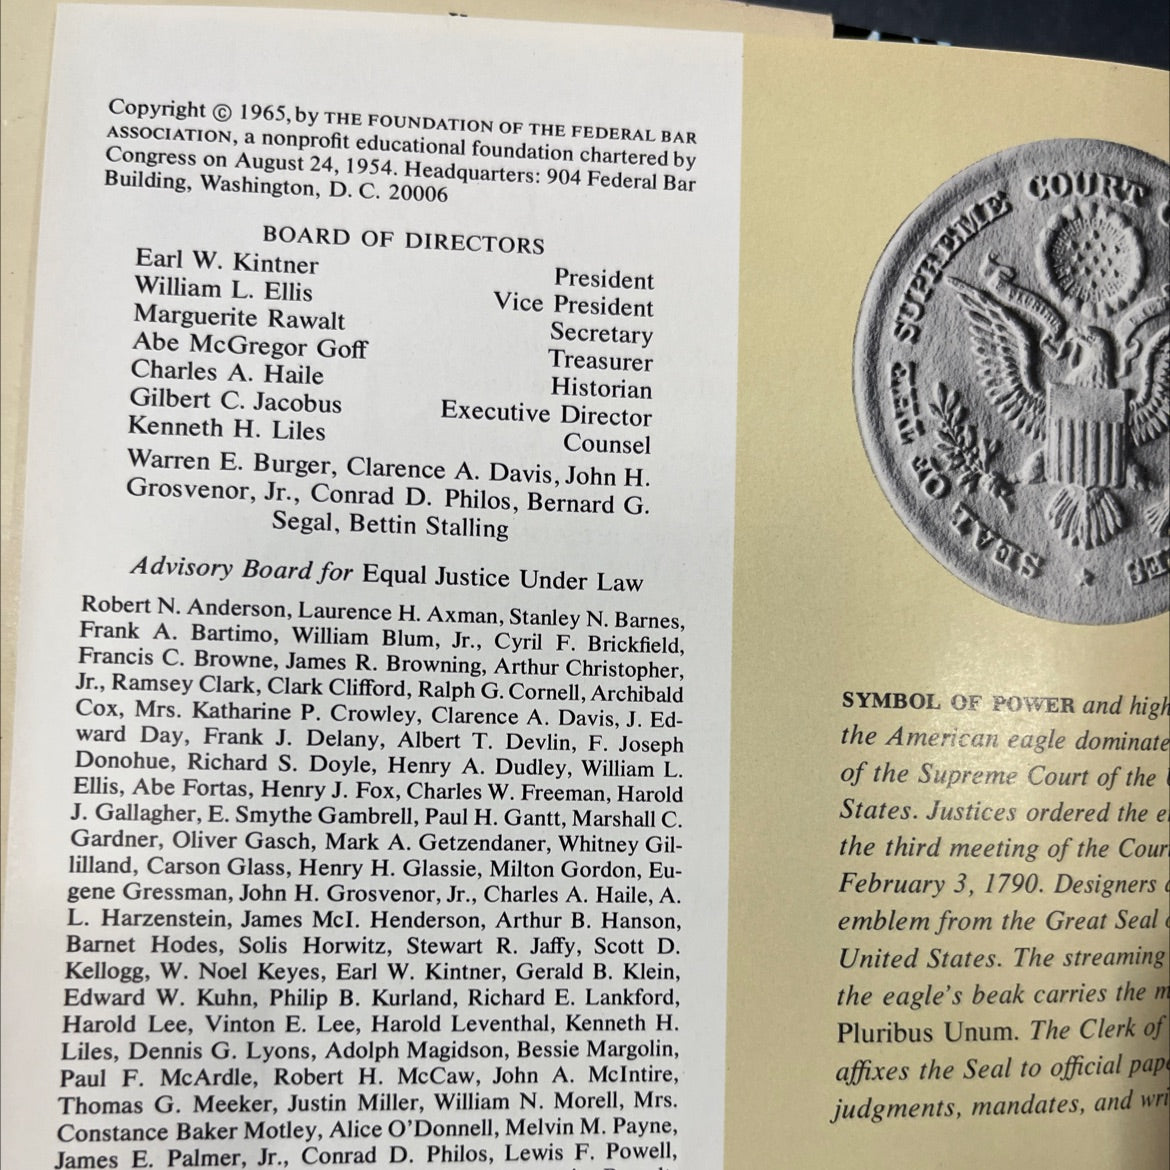 Copyright © 1965, by THE FOUNDATION OF THE FEDERAL BAR
ASSOCIATION, a nonprofit educational foundation chartered by
Congress on August 24, 1954. Headquarters: 904 Federal Bar
Building, Washington, D. C. 20006
BOARD OF DIRECTORS
Earl W. Kintner President
William L. Ellis Vice President
Marguerite Rawalt Secretary
Abe McGregor Goff Treasurer
Charles A. Haile Historian
Gilbert C. Jacobus Executive Director
Kenneth H. Liles Counsel
Warren E. Burger, Clarence A. Davis, John H.
Grosvenor, Jr., Conrad D. Philos, Bernard G.
Segal, Bettin Stalling
Advisory Board for Equal Justice Under Law
Robert N. Anderson, Laurence H. Axman, Stanley N. Barnes,
Frank A. Bartimo, William Blum, Jr., Cyril F. Brickfield,
Francis C. Browne, James R. Browning, Arthur Christopher,
Jr., Ramsey Clark, Clark Clifford, Ralph G. Cornell, Archibald
Cox, Mrs. Katharine P. Crowley, Clarence A. Davis, J. Ed-
ward Day, Frank J. Delany, Albert T. Devlin, F. Joseph
Donohue, Richard S. Doyle, Henry A. Dudley, William L.
Ellis, Abe Fortas, Henry J. Fox, Charles W. Freeman, Harold
J. Gallagher, E. Smythe Gambrell, Paul H. Gantt, Marshall C.
Gardner, Oliver Gasch, Mark A. Getzendaner, Whitney Gil-
lilland, Carson Glass, Henry H. Glassie, Milton Gordon, Eu-
gene Gressman, John H. Grosvenor, Jr., Charles A. Haile, A.
L. Harzenstein, James McI. Henderson, Arthur B. Hanson,
Barnet Hodes, Solis Horwitz, Stewart R. Jaffy, Scott D.
Kellogg, W. Noel Keyes, Earl W. Kintner, Gerald B. Klein,
Edward W. Kuhn, Philip B. Kurland, Richard E. Lankford,
Harold Lee, Vinton E. Lee, Harold Leventhal, Kenneth H.
Liles, Dennis G. Lyons, Adolph Magidson, Bessie Margolin,
Paul F. McArdle, Robert H. McCaw, John A. McIntire,
Thomas G. Meeker, Justin Miller, William N. Morell, Mrs.
Constance Baker Motley, Alice O'Donnell, Melvin M. Payne,
James E. Palmer, Jr., Conrad D. Philos, Lewis F. Powell,
SEAL OF THE SUPREME COURT
SYMBOL OF POWER and high
the American eagle dominate
of the Supreme Court of the
States. Justices ordered the
the third meeting of the Cour
February 3, 1790. Designers
emblem from the Great Seal
United States. The streaming
the eagle's beak carries the m
Pluribus Unum. The Clerk of
affixes the Seal to official pap
judgments, mandates, and wri